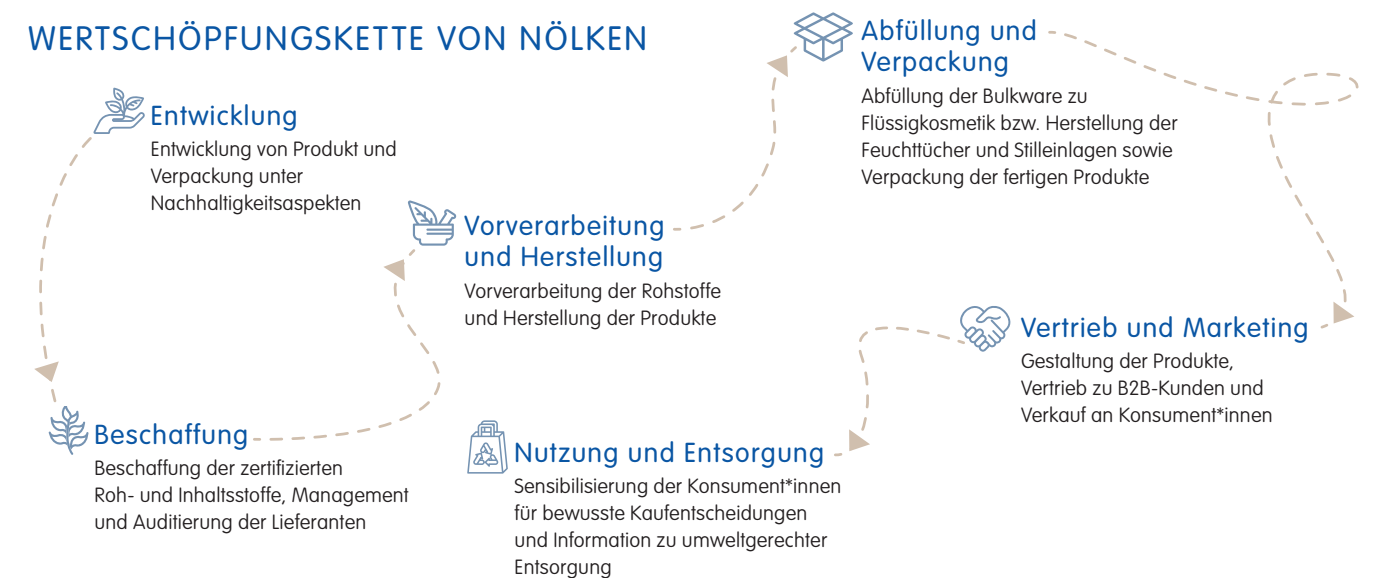 WERTSCHÖPFUNGSKETTE VON NÖLKEN
Entwicklung
Entwicklung von Produkt und
Verpackung unter
Nachhaltigkeitsaspekten
Beschaffung
Beschaffung der zertifizierten
Roh- und Inhaltsstoffe, Management
und Auditierung der Lieferanten
Vorverarbeitung
und Herstellung
Vorverarbeitung der Rohstoffe
und Herstellung der Produkte
Abfüllung und
Verpackung
Abfüllung der Bulkware zu
Flüssigkosmetik bzw. Herstellung der
Feuchttücher und Stilleinlagen sowie
Verpackung der fertigen Produkte
Vertrieb und Marketing
Gestaltung der Produkte,
Vertrieb zu B2B-Kunden und
Verkauf an Konsument*innen
Nutzung und Entsorgung
Sensibilisierung der Konsument*innen
für bewusste Kaufentscheidungen
und Information zu umweltgerechter
Entsorgung